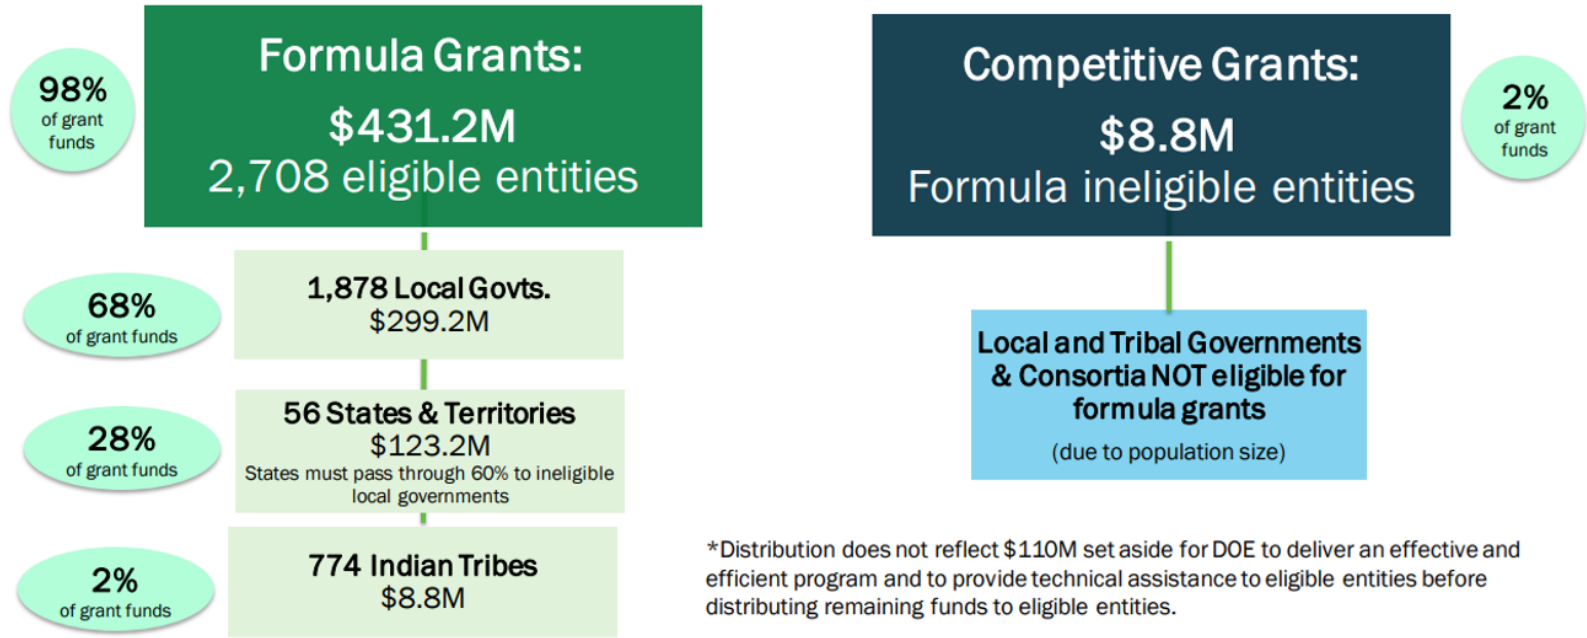 98%
of grant
funds
Formula Grants:
$431.2M
2,708 eligible entities
68%
of grant funds
1,878 Local Govts.
$299.2M
28%
of grant funds
56 States & Territories
$123.2M
States must pass through 60% to ineligible
local governments
2%
of grant funds
774 Indian Tribes
$8.8M
Competitive Grants:
$8.8M
Formula ineligible entities
2%
of grant
funds
Local and Tribal Governments
& Consortia NOT eligible for
formula grants
(due to population size)
*Distribution does not reflect $110M set aside for DOE to deliver an effective and
efficient program and to provide technical assistance to eligible entities before
distributing remaining funds to eligible entities.